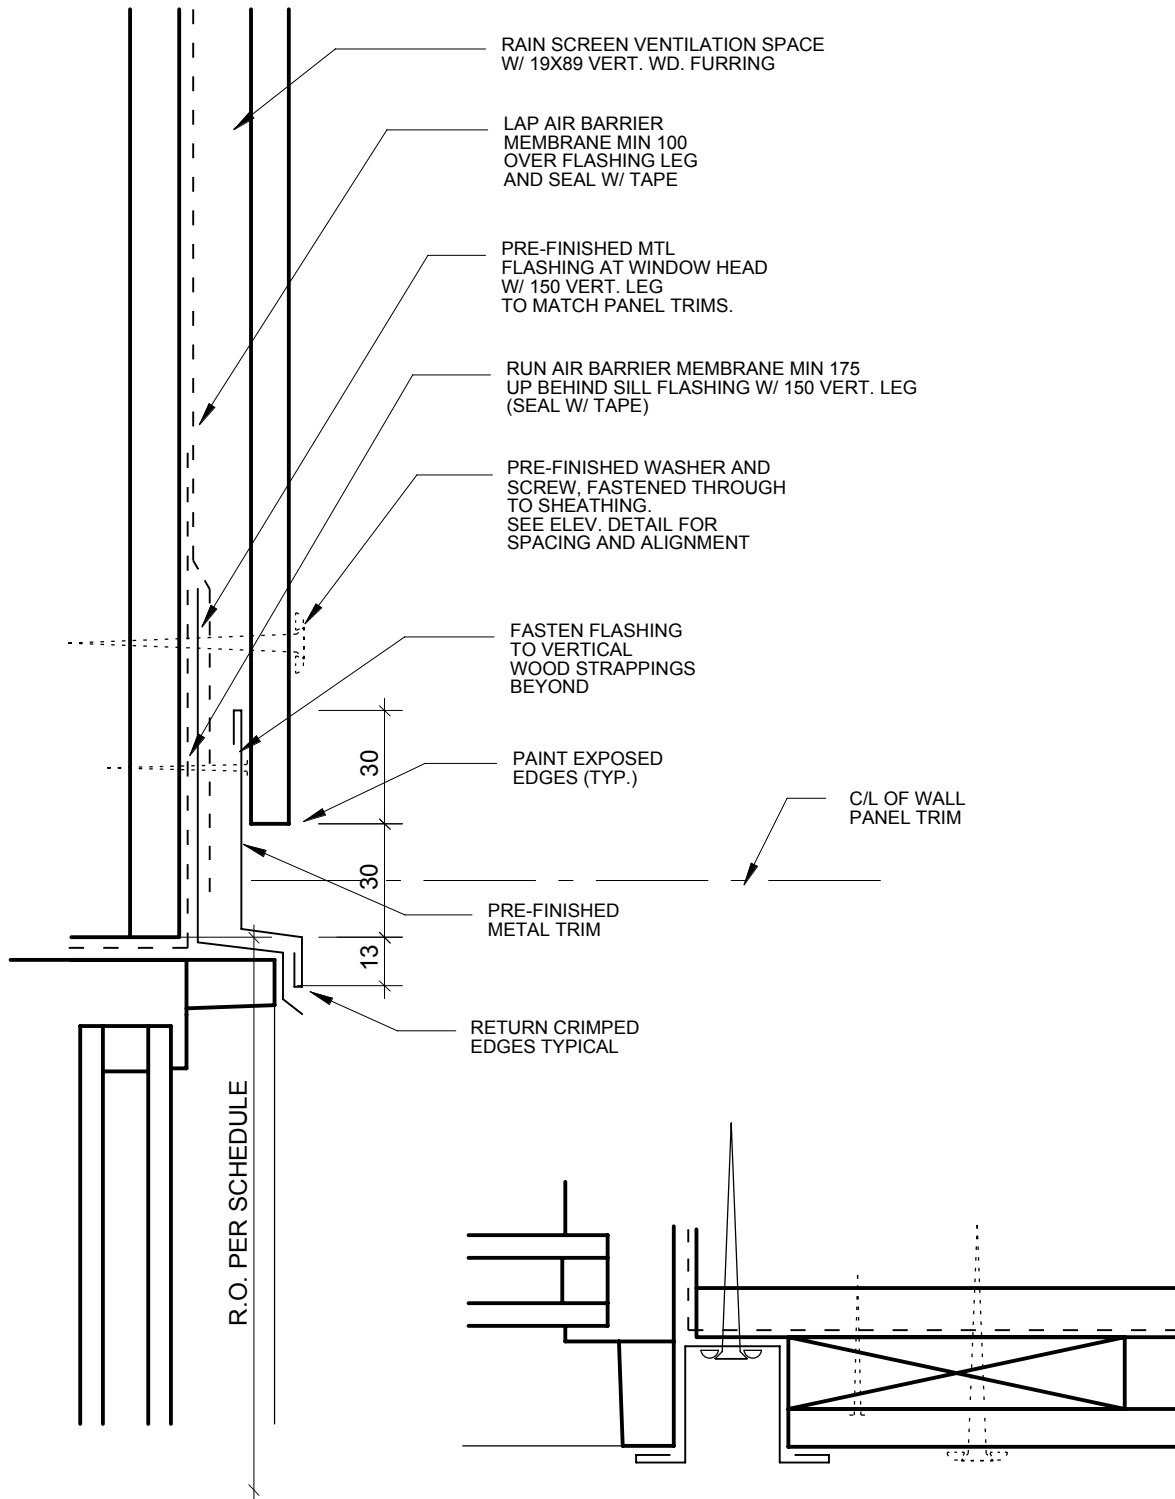 RAIN SCREEN VENTILATION SPACE
W/ 19X89 VERT. WD. FURRING
LAP AIR BARRIER
MEMBRANE MIN 100
OVER FLASHING LEG
AND SEAL W/ TAPE
PRE-FINISHED MTL
FLASHING AT WINDOW HEAD
W/ 150 VERT. LEG
TO MATCH PANEL TRIMS.
RUN AIR BARRIER MEMBRANE MIN 175
UP BEHIND SILL FLASHING W/ 150 VERT. LEG
(SEAL W/ TAPE)
PRE-FINISHED WASHER AND
SCREW, FASTENED THROUGH
TO SHEATHING.
SEE ELEV. DETAIL FOR
SPACING AND ALIGNMENT
FASTEN FLASHING
TO VERTICAL
WOOD STRAPPINGS
BEYOND
30
PAINT EXPOSED
EDGES (TYP.)
C/L OF WALL
PANEL TRIM
30
PRE-FINISHED
METAL TRIM
13
RETURN CRIMPED
EDGES TYPICAL
R.O. PER SCHEDULE